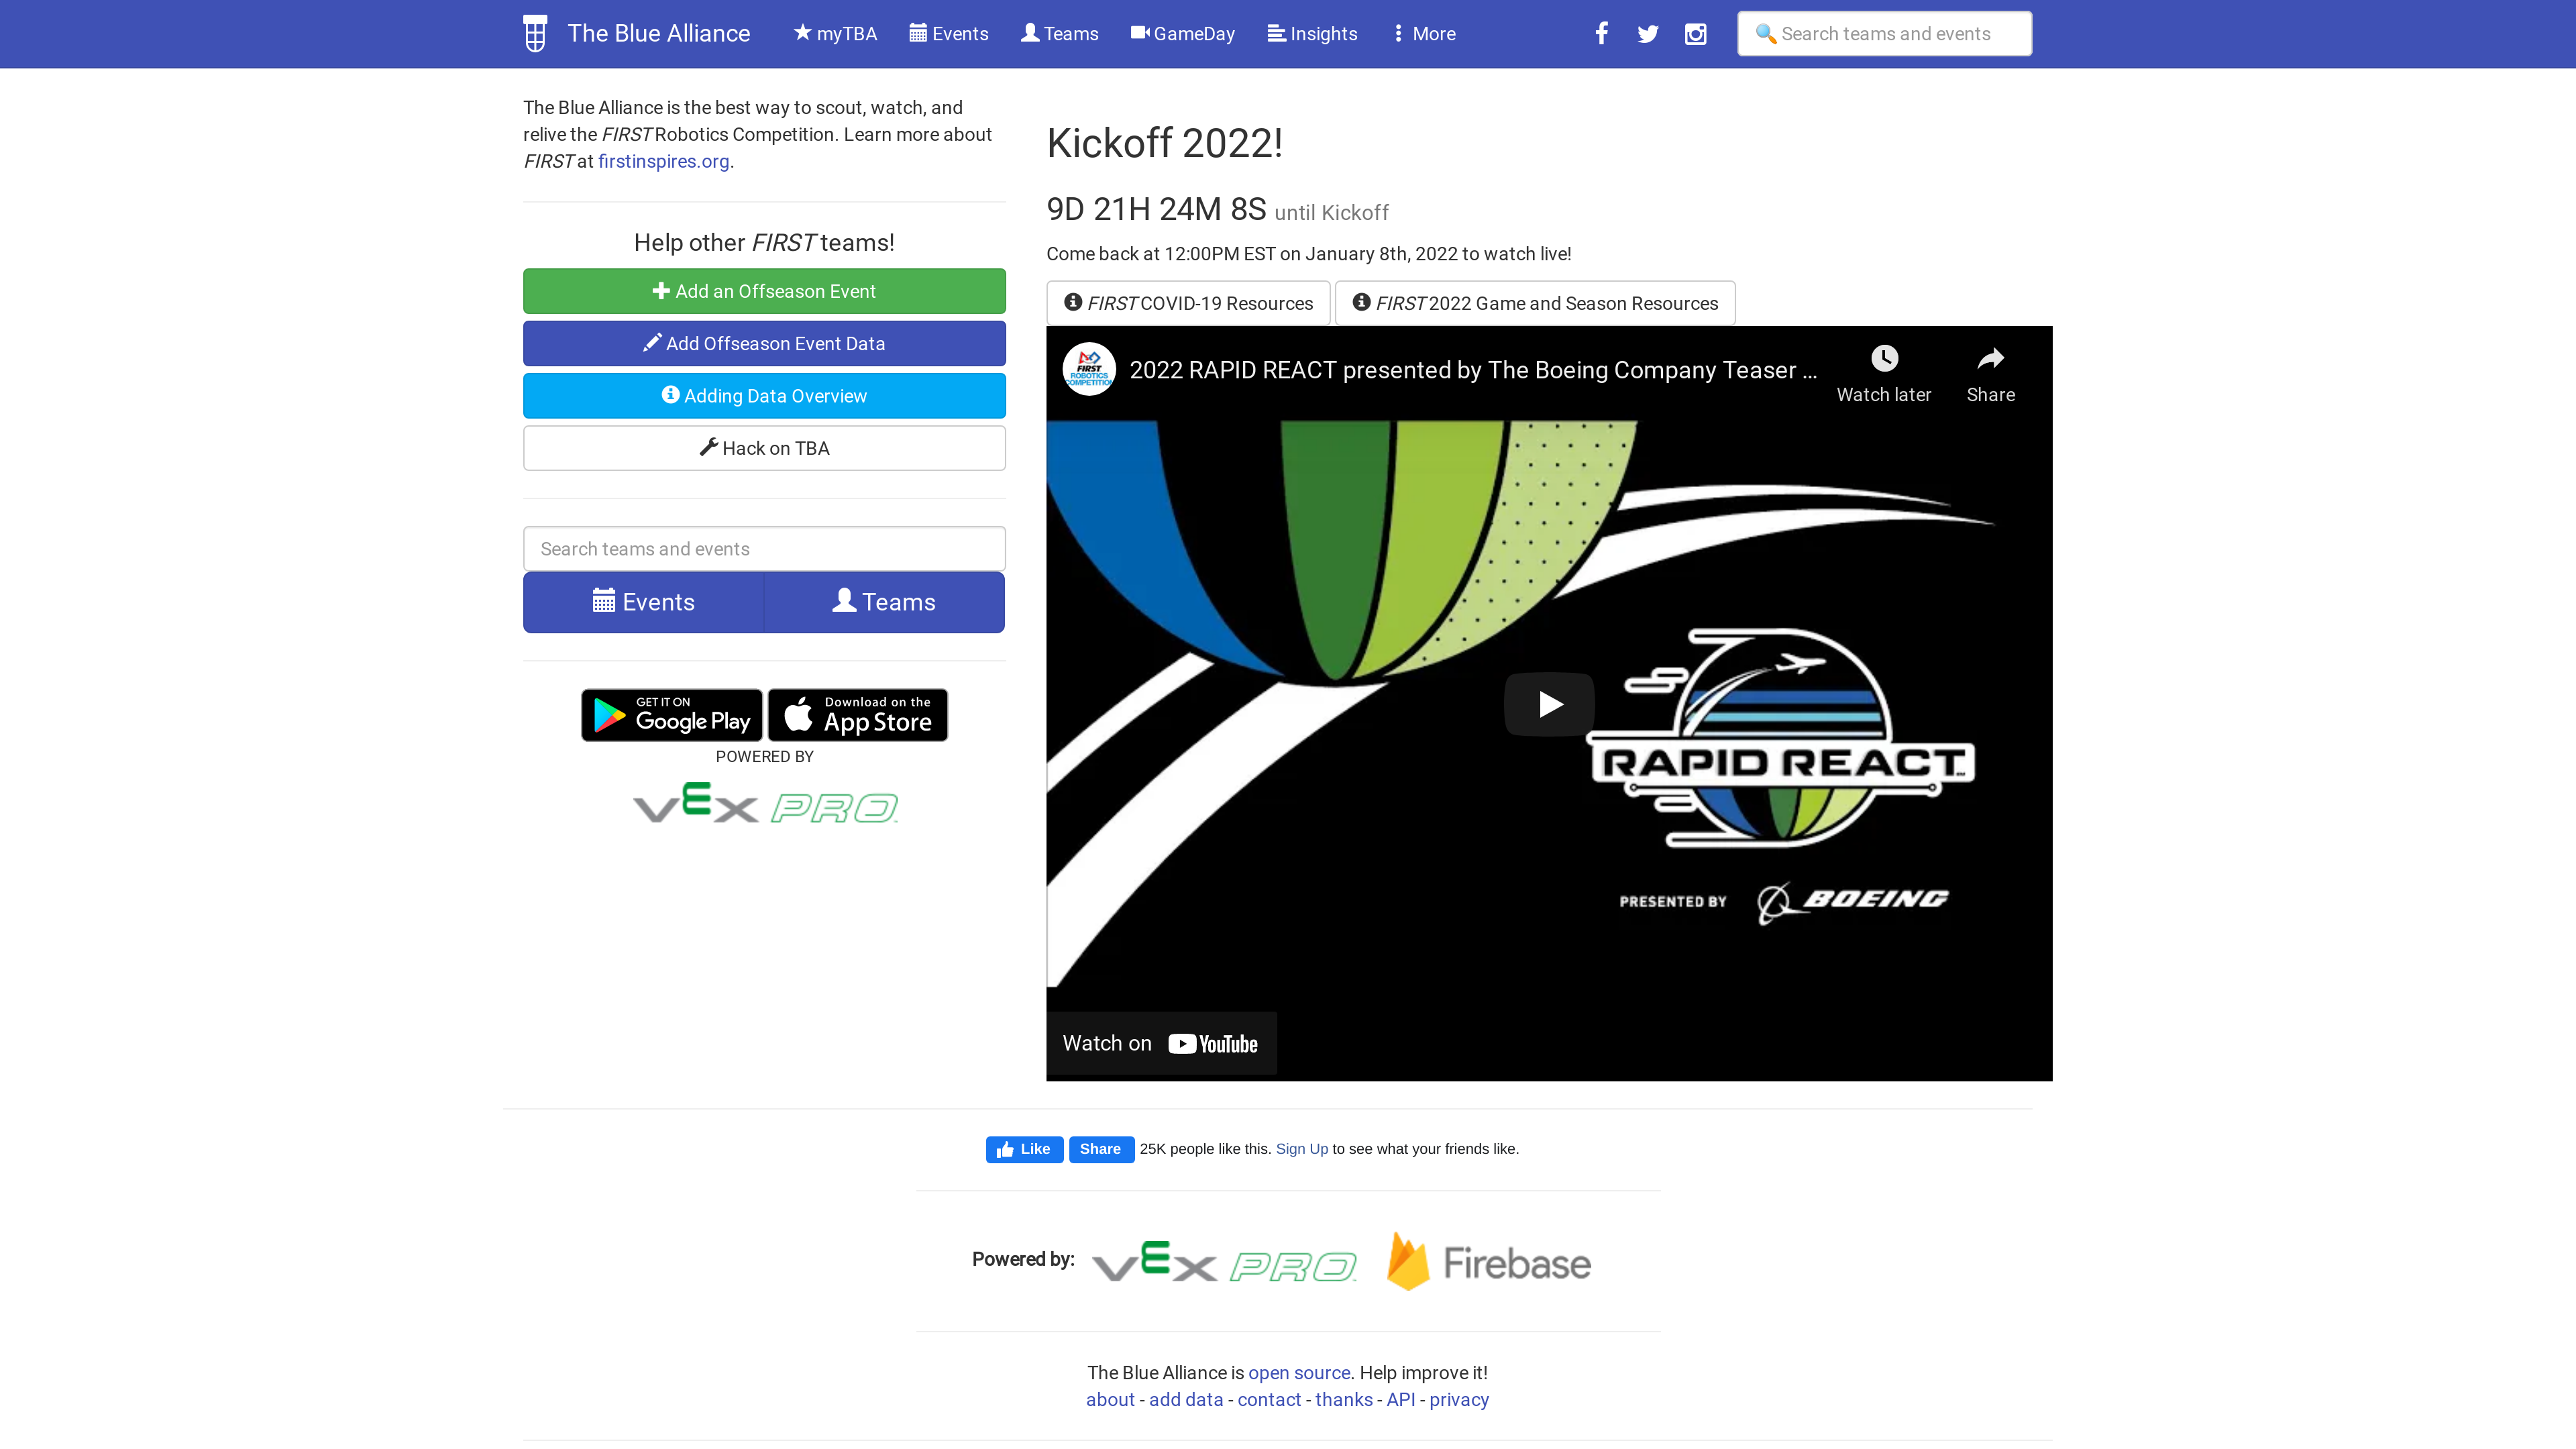 The Blue Alliance
myTBA
Events
Teams
GameDay
Insights
More
Search teams and events
The Blue Alliance is the best way to scout, watch, and
relive the FIRST Robotics Competition. Learn more about
FIRST at firstinspires.org.
Help other FIRST teams!
Add an Offseason Event
Add Offseason Event Data
Adding Data Overview
Hack on TBA
Search teams and events
Events
Teams
GET IT ON
Google Play
Download on the
App Store
POWERED BY
VEX PRO
Kickoff 2022!
9D 21H 24M 8S until Kickoff
Come back at 12:00PM EST on January 8th, 2022 to watch live!
FIRST COVID-19 Resources
FIRST 2022 Game and Season Resources
FIRST
ROBOTICS
COMPETITION
2022 RAPID REACT presented by The Boeing Company Teaser ...
Watch later
Share
RAPID REACT
PRESENTED BY BOEING
Watch on YouTube
Like
Share
25K people like this. Sign Up to see what your friends like.
Powered by:
VEX PRO
Firebase
The Blue Alliance is open source. Help improve it!
about - add data - contact - thanks - API - privacy